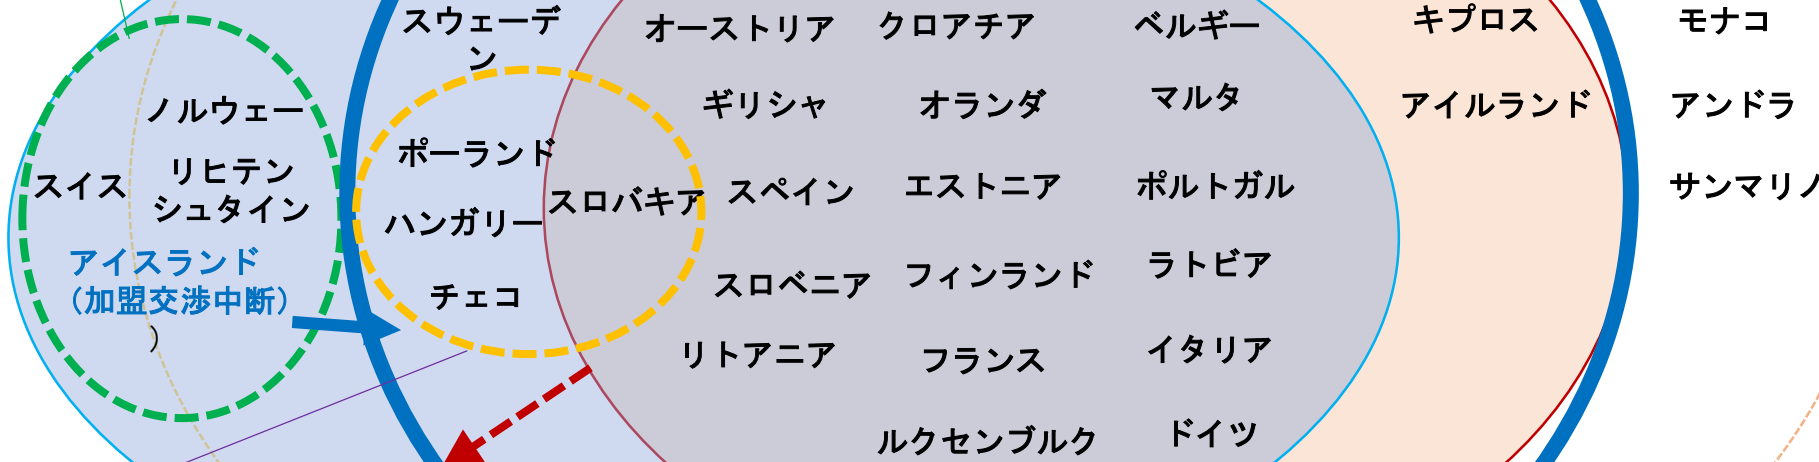 スウェーデ
ン
オーストリア
クロアチア
ベルギー
キプロス
モナコ
ノルウェー
ギリシャ
オランダ
マルタ
アイルランド
アンドラ
ポーランド
スイス
リヒテン
シュタイン
スロバキア
スペイン
エストニア
ポルトガル
サンマリノ
ハンガリー
アイスランド
（加盟交渉中断）
）
チェコ
スロベニア
フィンランド
ラトビア
リトアニア
フランス
イタリア
ルクセンブルク
ドイツ